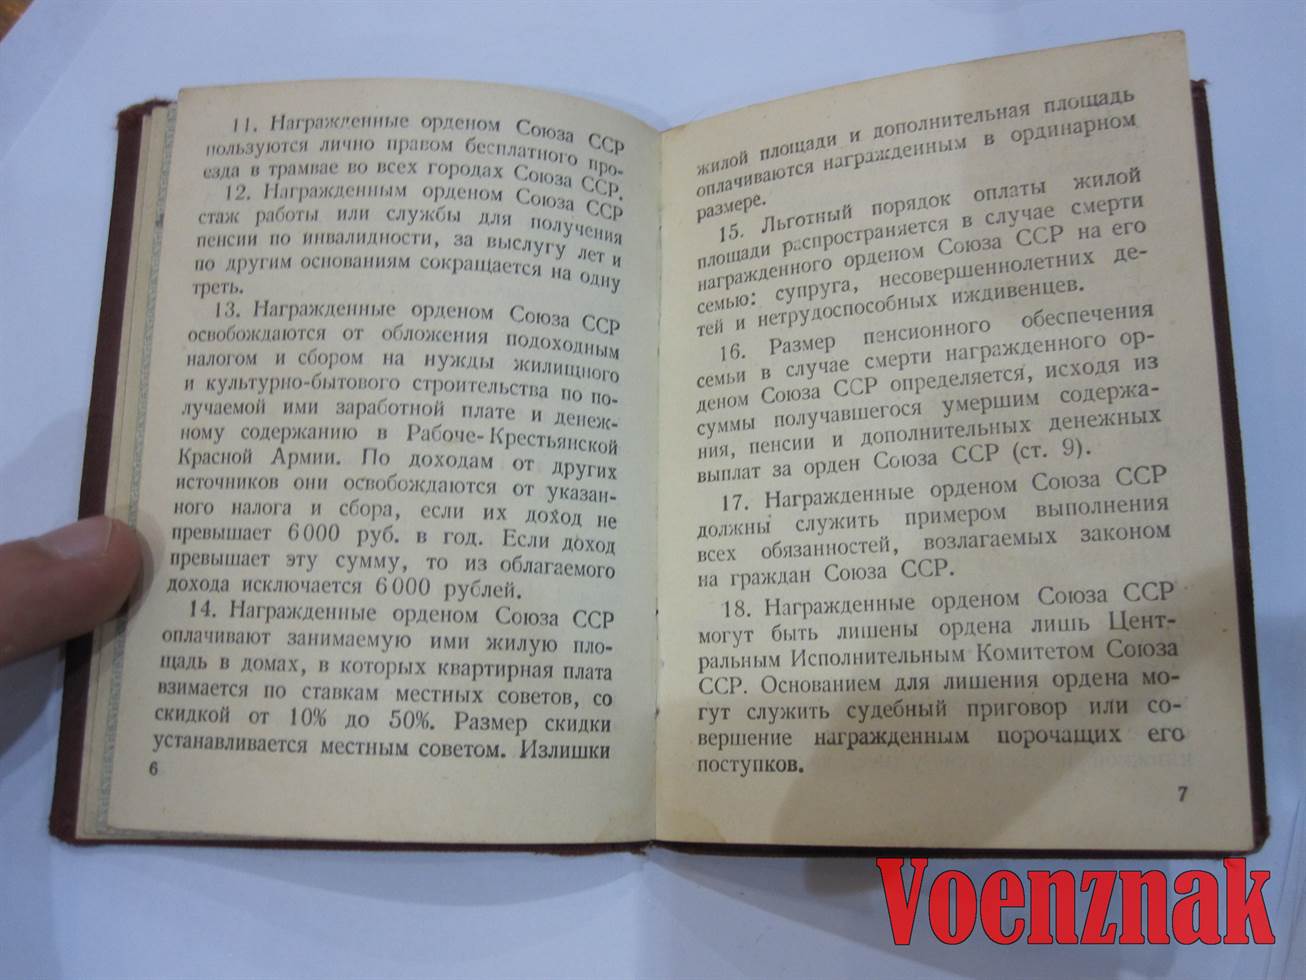 11. Награжденные орденом Союза ССР
пользуются лично правом бесплатного про-
езда в трамвае во всех городах Союза ССР.
12. Награжденным орденом Союза ССР
стаж работы или службы для получения
пенсии по инвалидности, за выслугу лет и
по другим основаниям сокращается на одну
треть.
13. Награжденные орденом Союза ССР
освобождаются от обложения подоходным
налогом и сбором на нужды жилищного
и культурно-бытового строительства по по-
лучаемой ими заработной плате и денеж-
ному содержанию в Рабоче-Крестьянской
Красной Армии. По доходам от других
источников они освобождаются от указан-
ного налога и сбора, если их доход не
превышает 6000 руб. в год. Если доход
превышает эту сумму, то из облагаемого
дохода исключается 6000 рублей.
14. Награжденные орденом Союза ССР
оплачивают занимаемую ими жилую пло-
щадь в домах, в которых квартирная плата
взимается по ставкам местных советов, со
скидкой от 10% до 50%. Размер скидки
устанавливается местным советом. Излишки
6
жилой площади и дополнительная площадь
оплачиваются награжденным в ординарном
размере.
15. Льготный порядок оплаты жилой
площади распространяется в случае смерти
награжденного орденом Союза ССР на его
семью: супруга, несовершеннолетних де-
тей и нетрудоспособных иждивенцев.
16. Размер пенсионного обеспечения
семьи в случае смерти награжденного ор-
деном Союза ССР определяется, исходя из
суммы получавшегося умершим содержа-
ния, пенсии и дополнительных денежных
выплат за орден Союза ССР (ст. 9).
17. Награжденные орденом Союза ССР
должны служить примером выполнения
всех обязанностей, возлагаемых законом
на граждан Союза ССР.
18. Награжденные орденом Союза ССР
могут быть лишены ордена лишь Цент-
ральным Исполнительным Комитетом Союза
ССР. Основанием для лишения ордена мо-
гут служить судебный приговор или со-
вершение награжденным порочащих его
поступков.
7
Voenznak